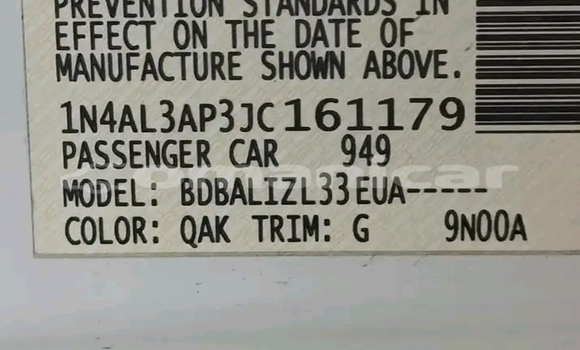 PREVENTION STANDARDS IN
EFFECT ON THE DATE OF
MANUFACTURE SHOWN ABOVE.
1N4AL3AP3JC161179
PASSENGER CAR 949
MODEL: BDBALIZL33EUA-----
COLOR: QAK TRIM: G 9N00A